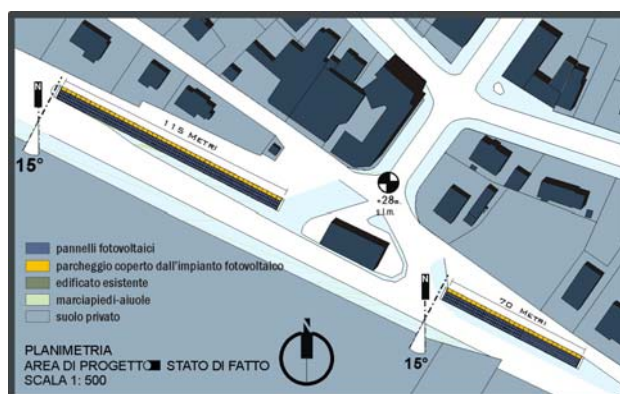 N
115 METRI
15°
+28m.
s.l.m.
pannelli fotovoltaici
parcheggio coperto dall'impianto fotovoltaico
edificato esistente
marciapiedi-aiuole
suolo privato
N
70 METRI
15°
PLANIMETRIA
AREA DI PROGETTO STATO DI FATTO
SCALA 1: 500
N